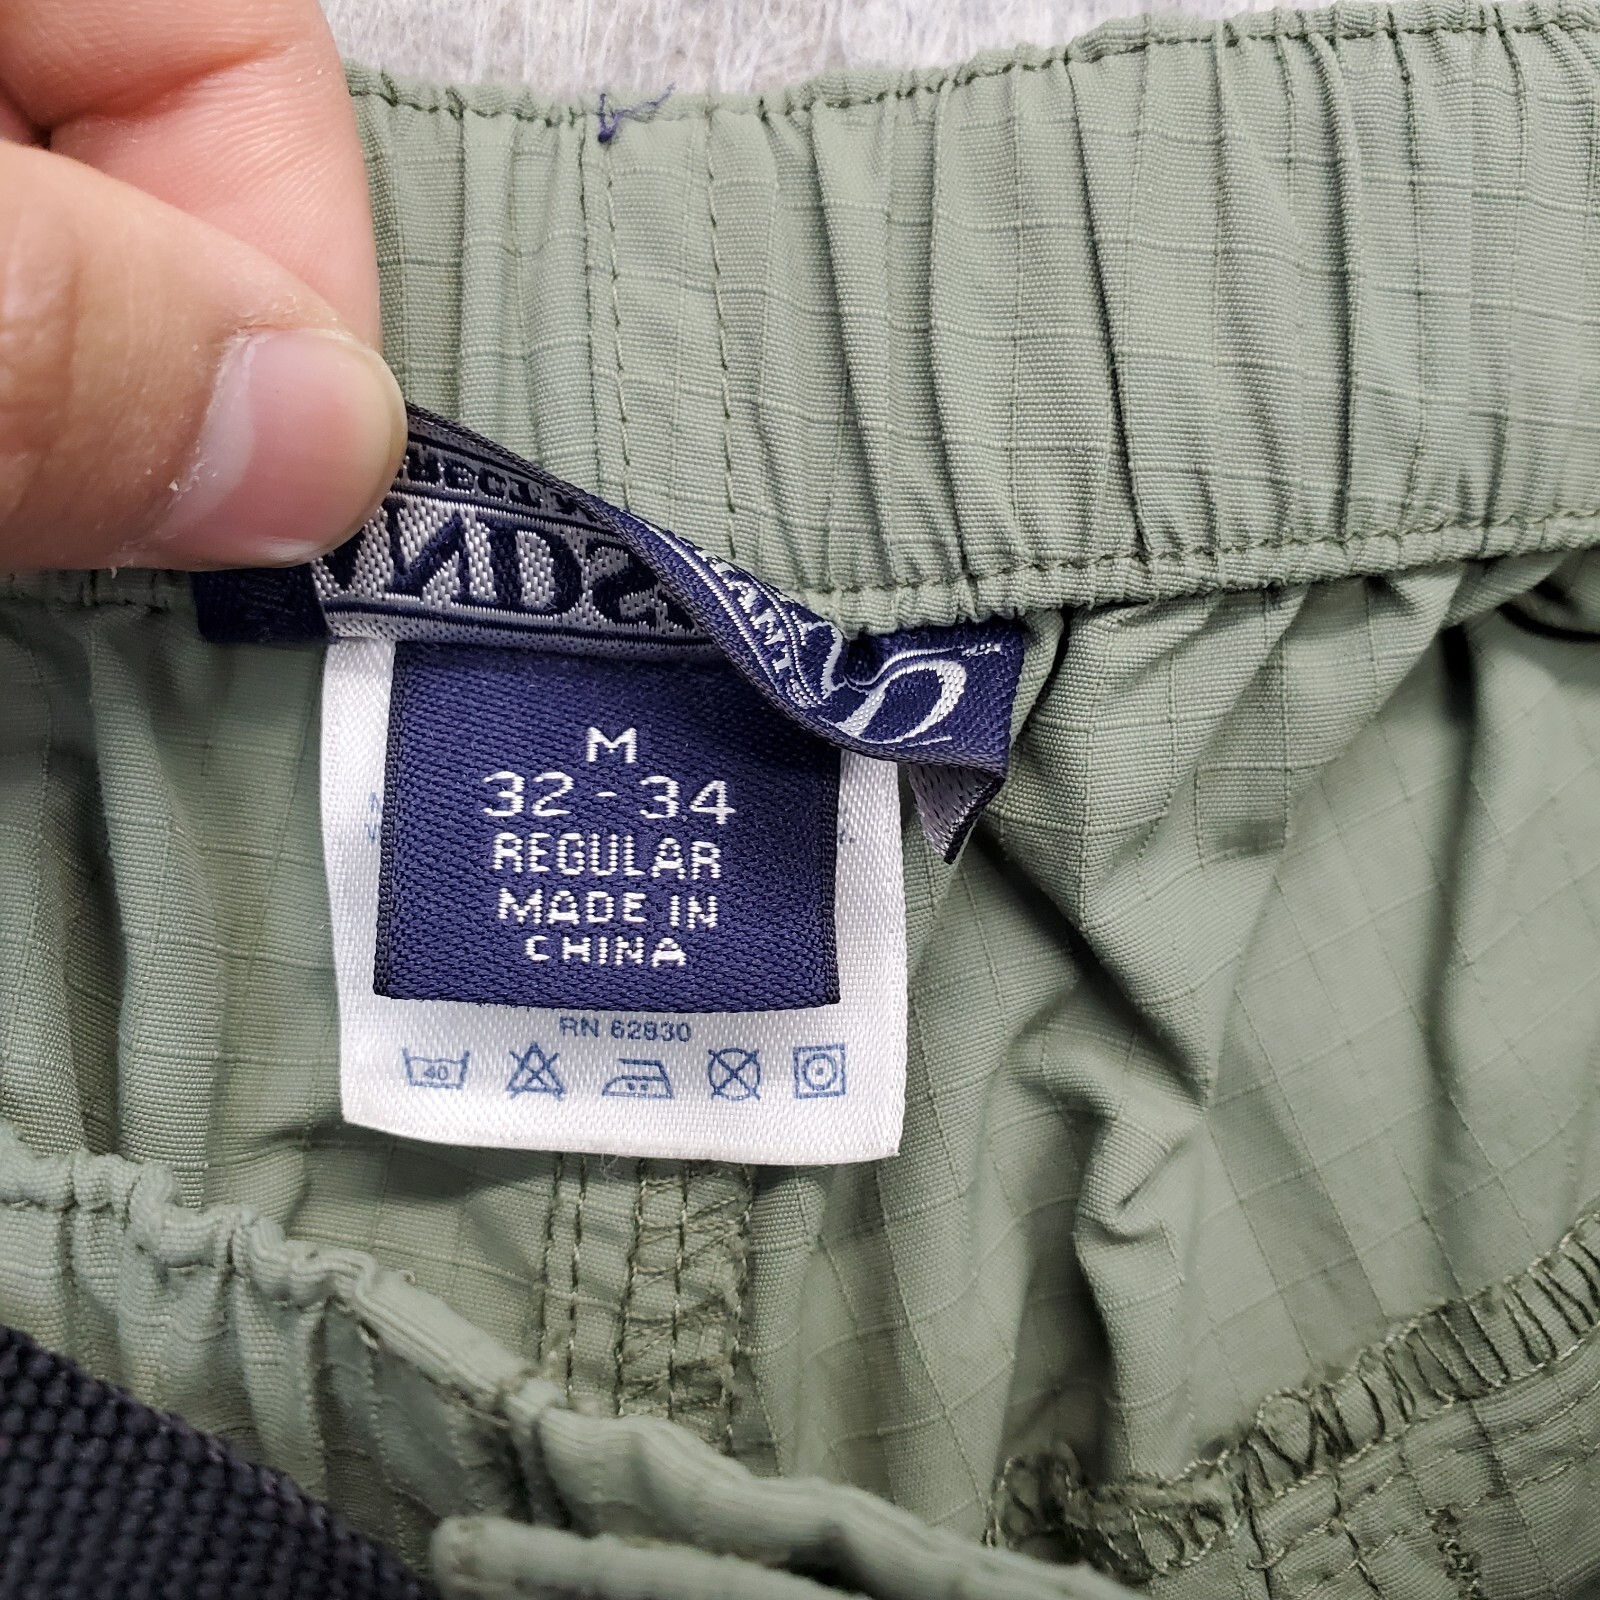 M
32-34
REGULAR
MADE IN
CHINA
RN 62830
40